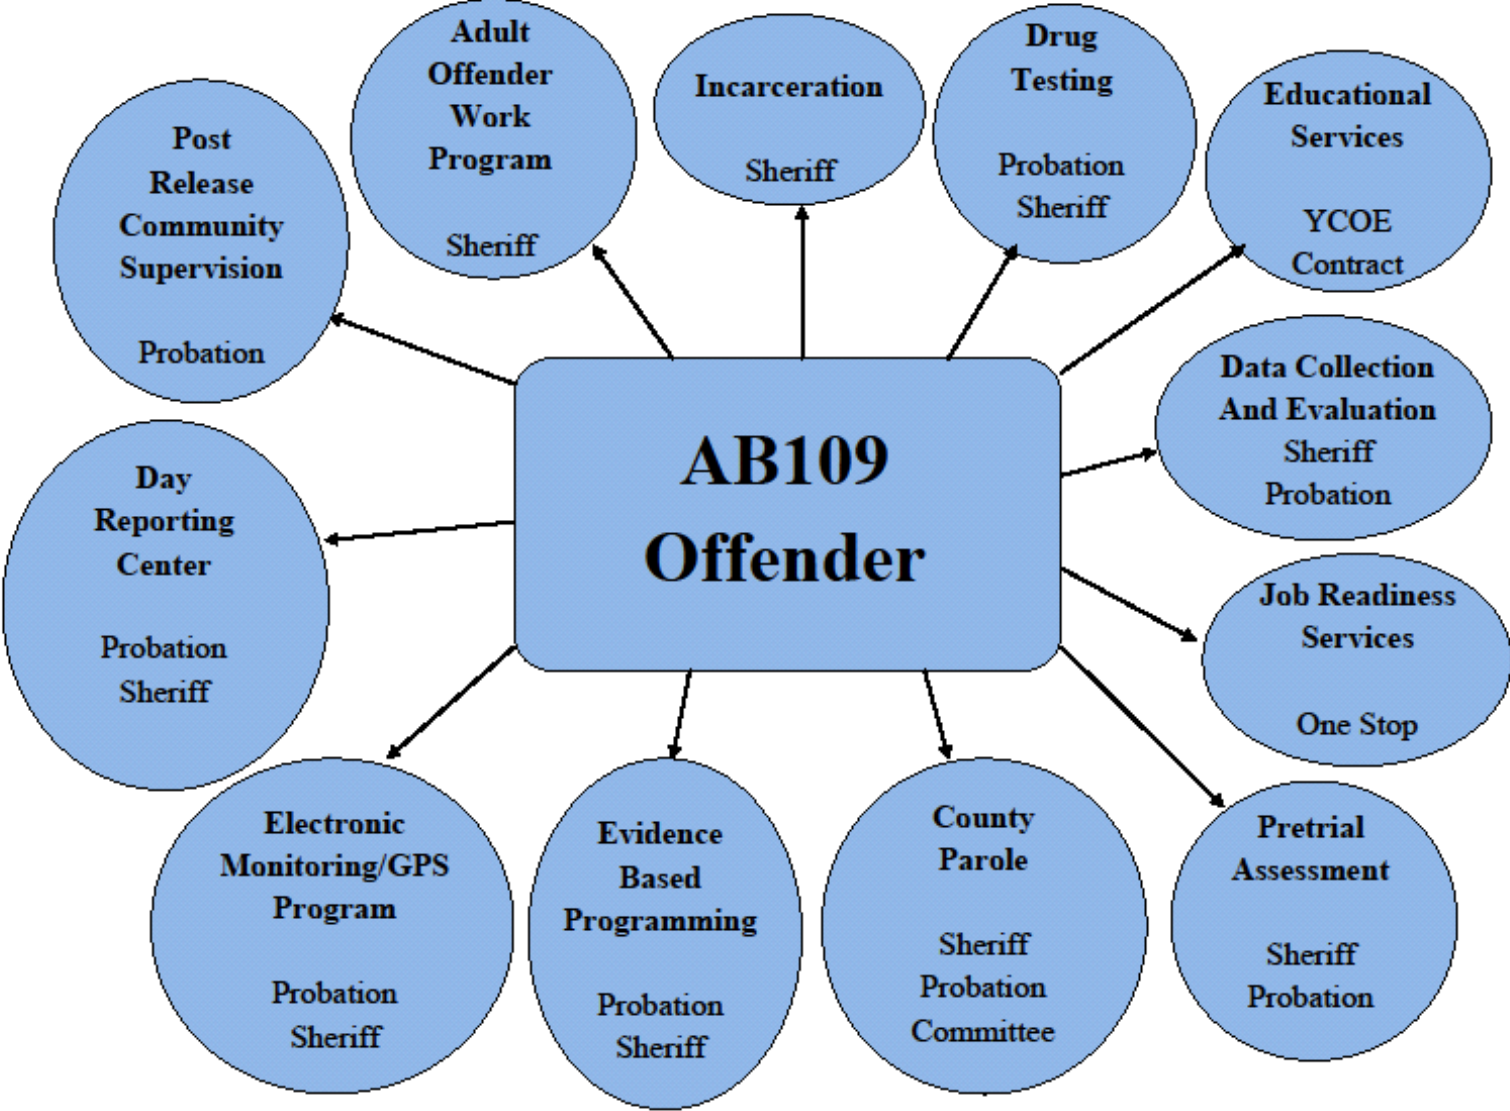 Adult
Offender
Work
Program
Sheriff
Incarceration
Sheriff
Drug
Testing
Probation
Sheriff
Educational
Services
YCOE
Contract
Post
Release
Community
Supervision
Probation
Data Collection
And Evaluation
Sheriff
Probation
AB109
Offender
Day
Reporting
Center
Probation
Sheriff
Job Readiness
Services
One Stop
Electronic
Monitoring/GPS
Program
Probation
Sheriff
Evidence
Based
Programming
Probation
Sheriff
County
Parole
Sheriff
Probation
Committee
Pretrial
Assessment
Sheriff
Probation